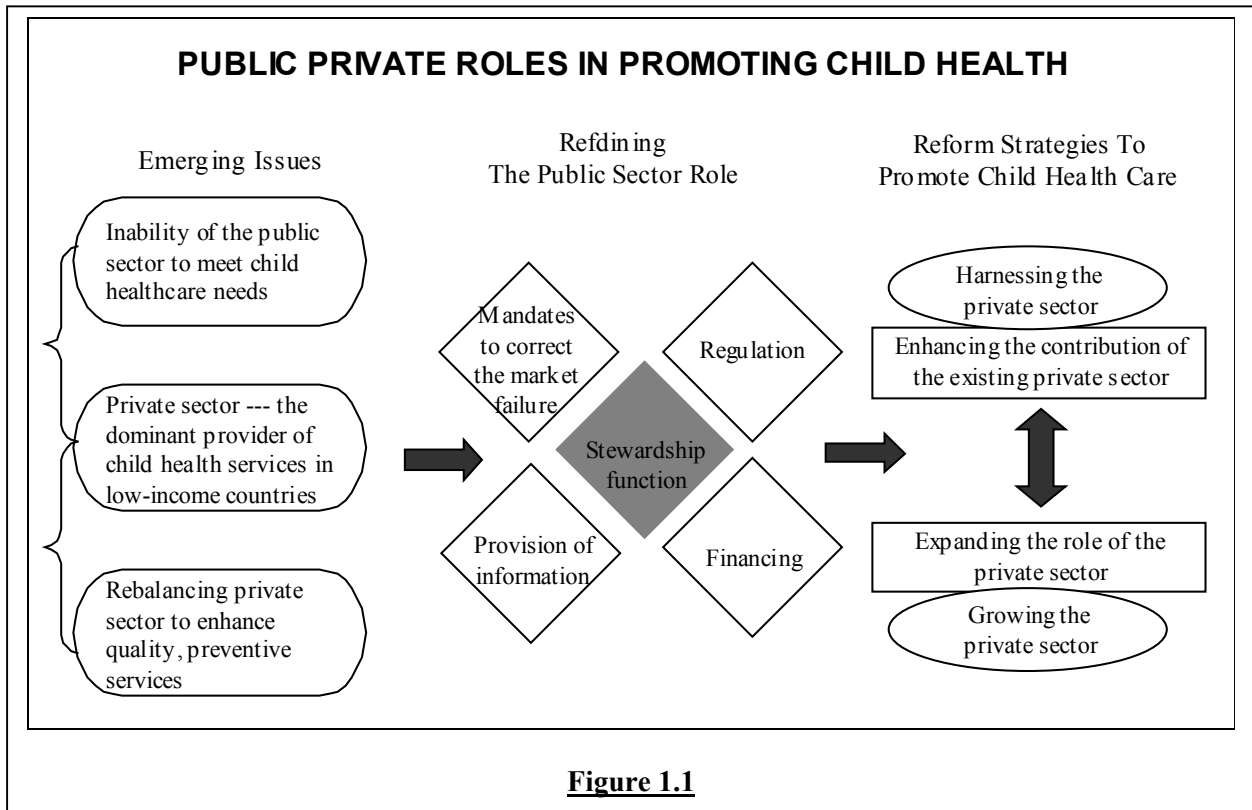 PUBLIC PRIVATE ROLES IN PROMOTING CHILD HEALTH
Emerging Issues
Inability of the public
sector to meet child
healthcare needs
Private sector --- the
dominant provider of
child health services in
low-income countries
Rebalancing private
sector to enhance
quality, preventive
services
Refdining
The Public Sector Role
Mandates
to correct
the market
failure
Regulation
Stewardship
function
Provision of
information
Financing
Reform Strategies To
Promote Child Health Care
Harnessing the
private sector
Enhancing the contribution of
the existing private sector
Expanding the role of the
private sector
Growing the
private sector
Figure 1.1